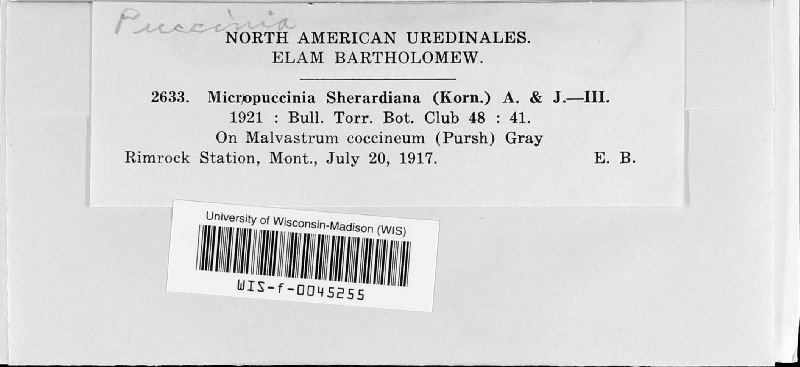 Puccinia
NORTH AMERICAN UREDINALES.
ELAM BARTHOLOMEW.
2633. Micropuccinia Sherardiana (Korn.) A. & J.—III.
1921 : Bull. Torr. Bot. Club 48 : 41.
On Malvastrum coccineum (Pursh) Gray
Rimrock Station, Mont., July 20, 1917. E. B.
University of Wisconsin-Madison (WIS)
WIS-f-0045255